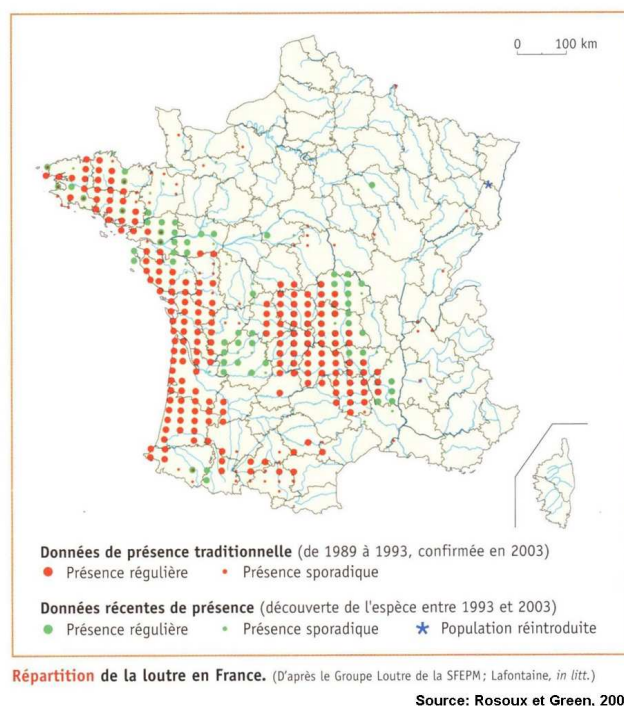 0 100 km
Données de présence traditionnelle (de 1989 à 1993, confirmée en 2003)
Présence régulière Présence sporadique
Données récentes de présence (découverte de l'espèce entre 1993 et 2003)
Présence régulière Présence sporadique Population réintroduite
Répartition de la loutre en France. (D'après le Groupe Loutre de la SFEPM ; Lafontaine, in litt.)
Source: Rosoux et Green, 200